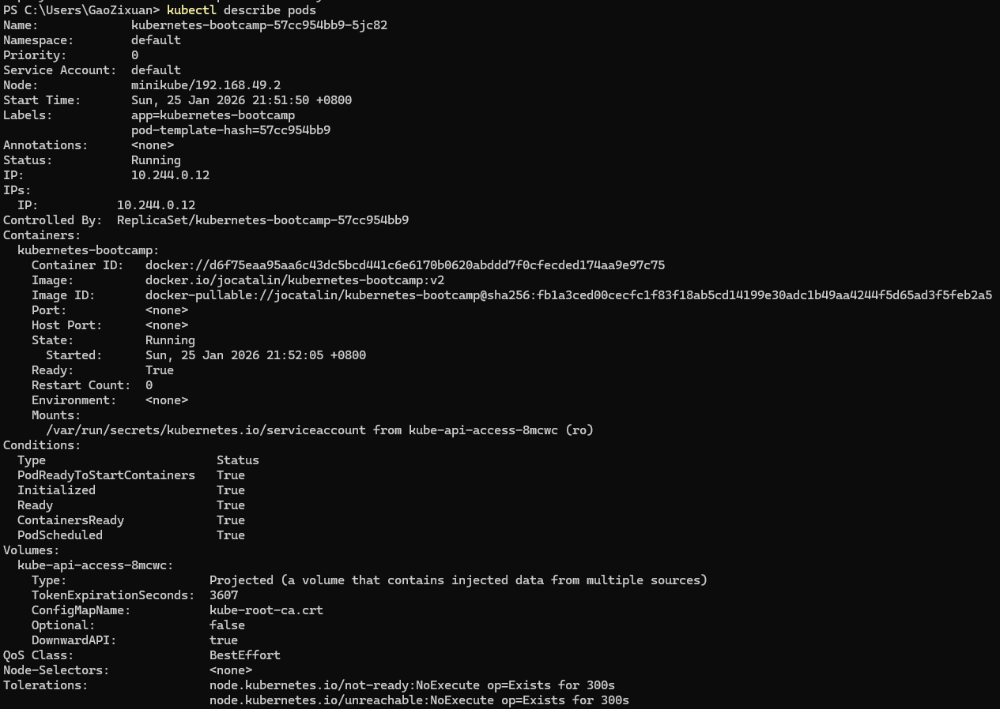 PS C:\Users\GaoZixuan> kubectl describe pods
Name:             kubernetes-bootcamp-57cc954bb9-5jc82
Namespace:        default
Priority:         0
Service Account:  default
Node:             minikube/192.168.49.2
Start Time:       Sun, 25 Jan 2026 21:51:50 +0800
Labels:           app=kubernetes-bootcamp
                  pod-template-hash=57cc954bb9
Annotations:      <none>
Status:           Running
IP:               10.244.0.12
IPs:
  IP:           10.244.0.12
Controlled By:  ReplicaSet/kubernetes-bootcamp-57cc954bb9
Containers:
  kubernetes-bootcamp:
    Container ID:   docker://d6f75eaa95aa6c43dc5bcd441c6e6170b0620abddd7f0cfecded174aa9e97c75
    Image:          docker.io/jocatalin/kubernetes-bootcamp:v2
    Image ID:       docker-pullable://jocatalin/kubernetes-bootcamp@sha256:fb1a3ced00cecfc1f83f18ab5cd14199e30adc1b49aa4244f5d65ad3f5feb2a5
    Port:           <none>
    Host Port:      <none>
    State:          Running
      Started:      Sun, 25 Jan 2026 21:52:05 +0800
    Ready:          True
    Restart Count:  0
    Environment:    <none>
    Mounts:
      /var/run/secrets/kubernetes.io/serviceaccount from kube-api-access-8mcwc (ro)
Conditions:
  Type                        Status
  PodReadyToStartContainers   True
  Initialized                 True
  Ready                       True
  ContainersReady             True
  PodScheduled                True
Volumes:
  kube-api-access-8mcwc:
    Type:                    Projected (a volume that contains injected data from multiple sources)
    TokenExpirationSeconds:  3607
    ConfigMapName:           kube-root-ca.crt
    Optional:                false
    DownwardAPI:             true
QoS Class:                   BestEffort
Node-Selectors:              <none>
Tolerations:                 node.kubernetes.io/not-ready:NoExecute op=Exists for 300s
                             node.kubernetes.io/unreachable:NoExecute op=Exists for 300s